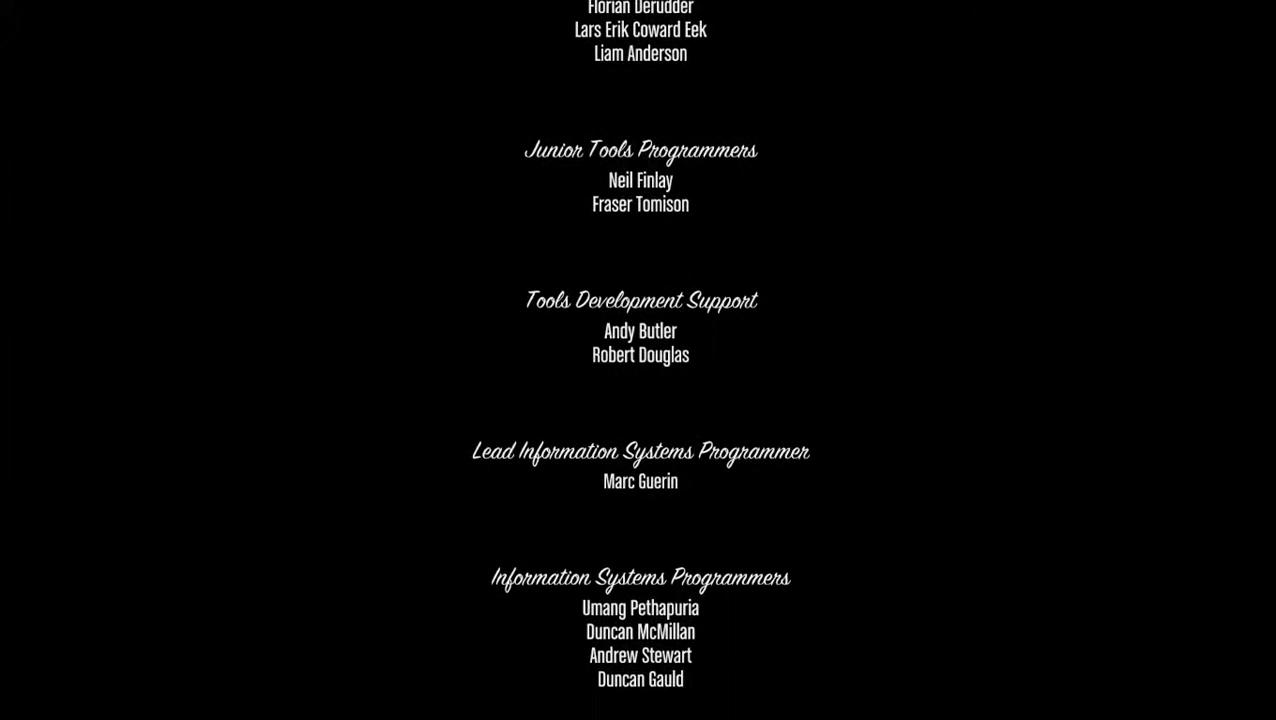 Florian Derudder
Lars Erik Coward Eek
Liam Anderson
Junior Tools Programmers
Neil Finlay
Fraser Tomison
Tools Development Support
Andy Butler
Robert Douglas
Lead Information Systems Programmer
Marc Guerin
Information Systems Programmers
Umang Pethapuria
Duncan McMillan
Andrew Stewart
Duncan Gauld